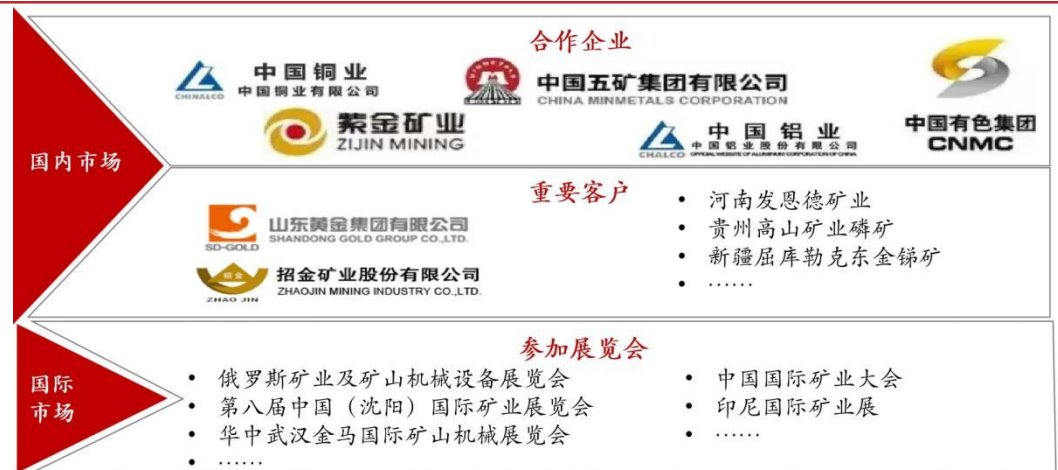 国内市场
合作企业
CHINALCO
中国铜业
中国铜业有限公司
中国五矿集团有限公司
CHINA MINMETALS CORPORATION
紫金矿业
ZIJIN MINING
CHALCO
中国铝业
中国铝业股份有限公司
OFFICIAL WEBSITE OF ALUMINUM CORPORATION OF CHINA
中国有色集团
CNMC
重要客户
SD-GOLD
山东黄金集团有限公司
SHANDONG GOLD GROUP CO.,LTD.
招金
ZHAO JIN
招金矿业股份有限公司
ZHAOJIN MINING INDUSTRY CO.,LTD.
• 河南发恩德矿业
• 贵州高山矿业磷矿
• 新疆屈库勒克东金锑矿
• ……
国际
市场
参加展览会
• 俄罗斯矿业及矿山机械设备展览会
• 第八届中国（沈阳）国际矿业展览会
• 华中武汉金马国际矿山机械展览会
• ……
• 中国国际矿业大会
• 印尼国际矿业展
• ……